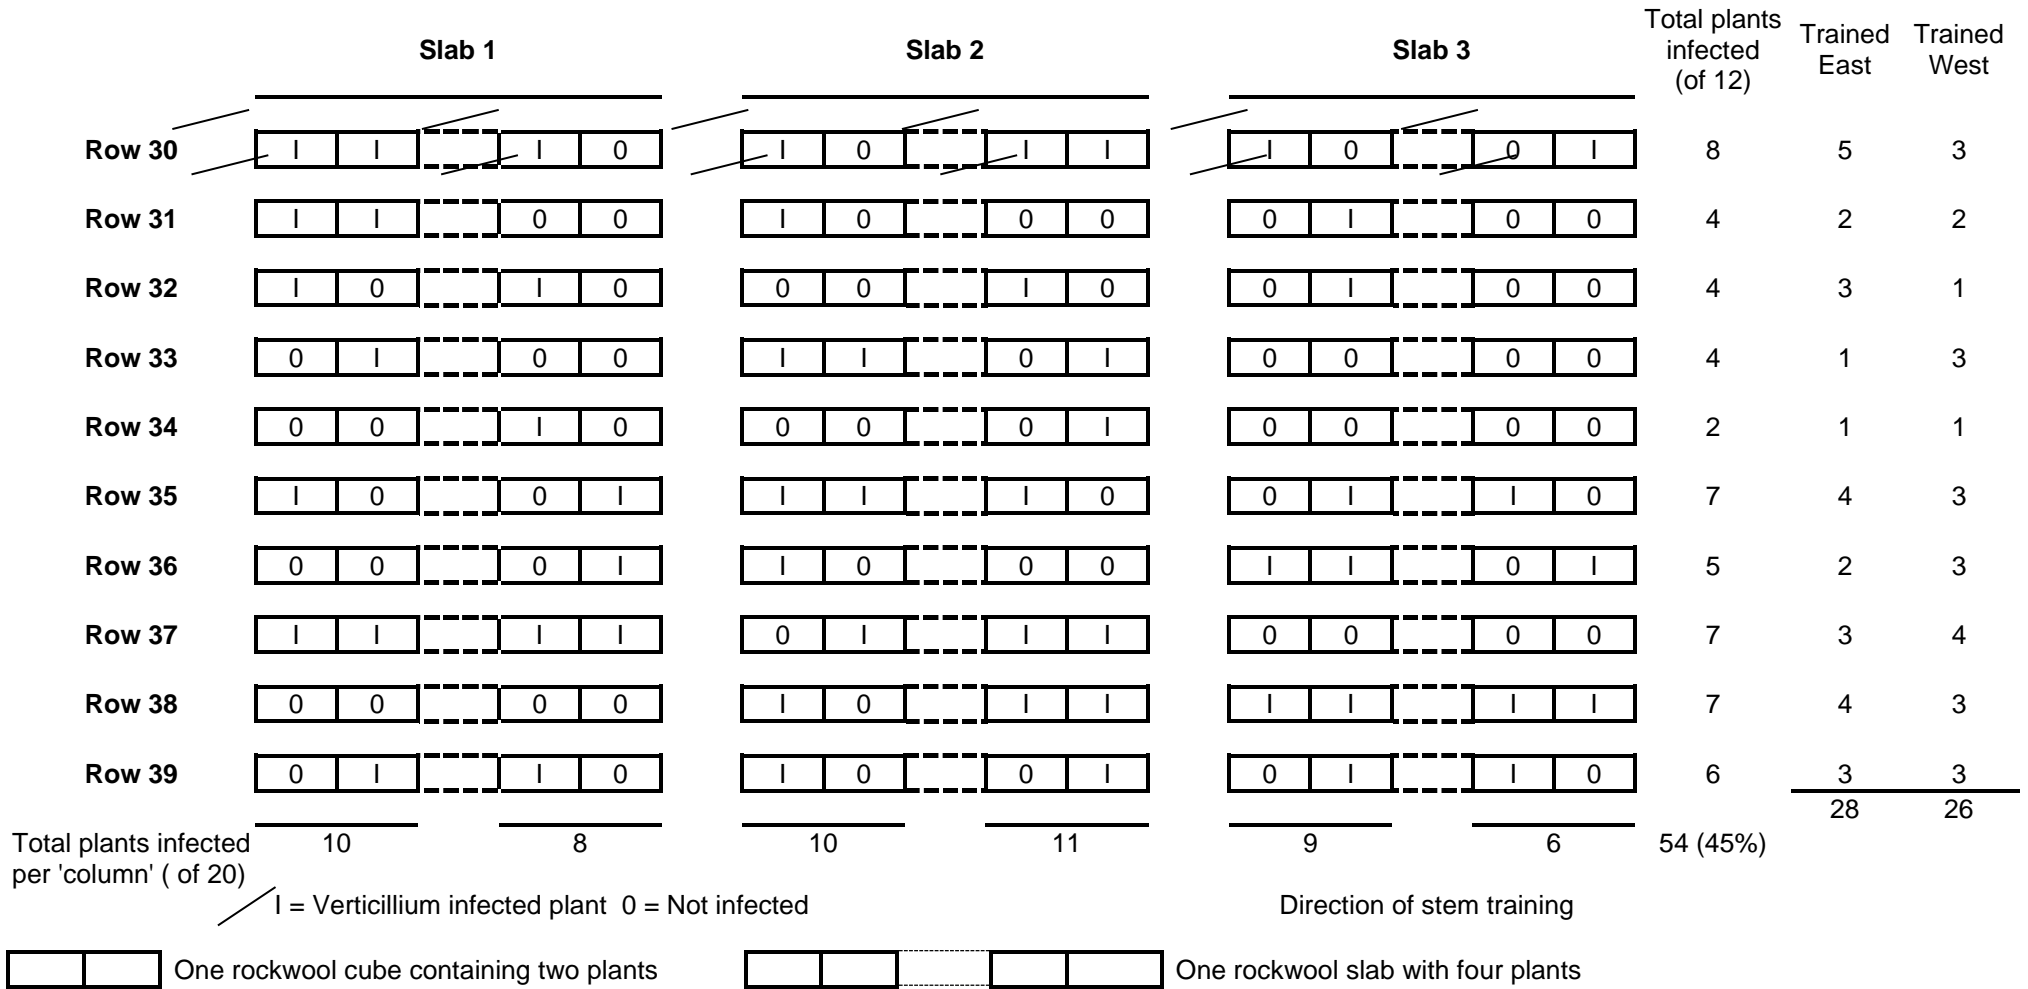 Slab 1 Slab 2 Slab 3 Total plants infected (of 12) Trained East Trained West
Row 30 I I I 0 I 0 I I I 0 0 I 8 5 3
Row 31 I I 0 0 I 0 0 0 0 I 0 0 4 2 2
Row 32 I 0 I 0 0 0 I 0 0 I 0 0 4 3 1
Row 33 0 I 0 0 I I 0 I 0 0 0 0 4 1 3
Row 34 0 0 I 0 0 0 0 I 0 0 0 0 2 1 1
Row 35 I 0 0 I I I I 0 0 I I 0 7 4 3
Row 36 0 0 0 I I 0 0 0 I I 0 I 5 2 3
Row 37 I I I I 0 I I I 0 0 0 0 7 3 4
Row 38 0 0 0 0 I 0 I I I I I I 7 4 3
Row 39 0 I I 0 I 0 0 I 0 I I 0 6 3 3
28 26
Total plants infected 10 8 10 11 9 6 54 (45%)
per 'column' ( of 20)
I = Verticillium infected plant 0 = Not infected Direction of stem training
One rockwool cube containing two plants One rockwool slab with four plants